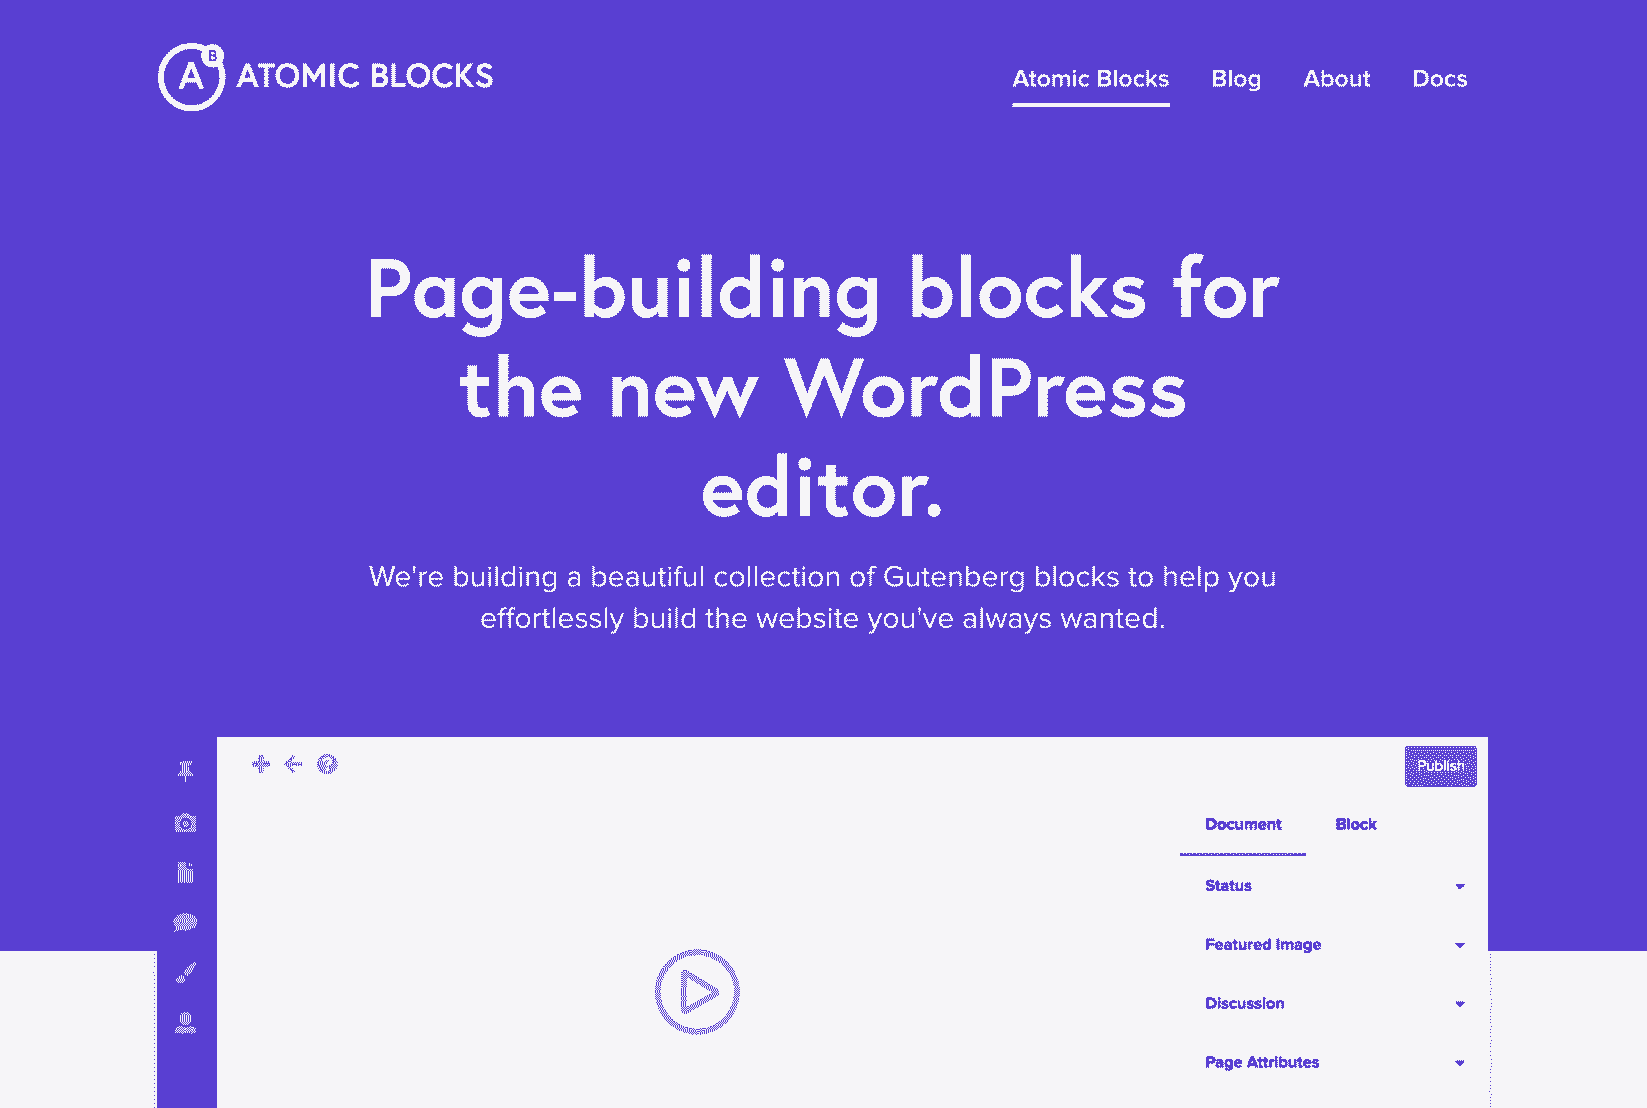 A B ATOMIC BLOCKS
Atomic Blocks Blog About Docs
Page-building blocks for
the new WordPress
editor.
We're building a beautiful collection of Gutenberg blocks to help you
effortlessly build the website you've always wanted.
Publish
Document Block
Status
Featured Image
Discussion
Page Attributes